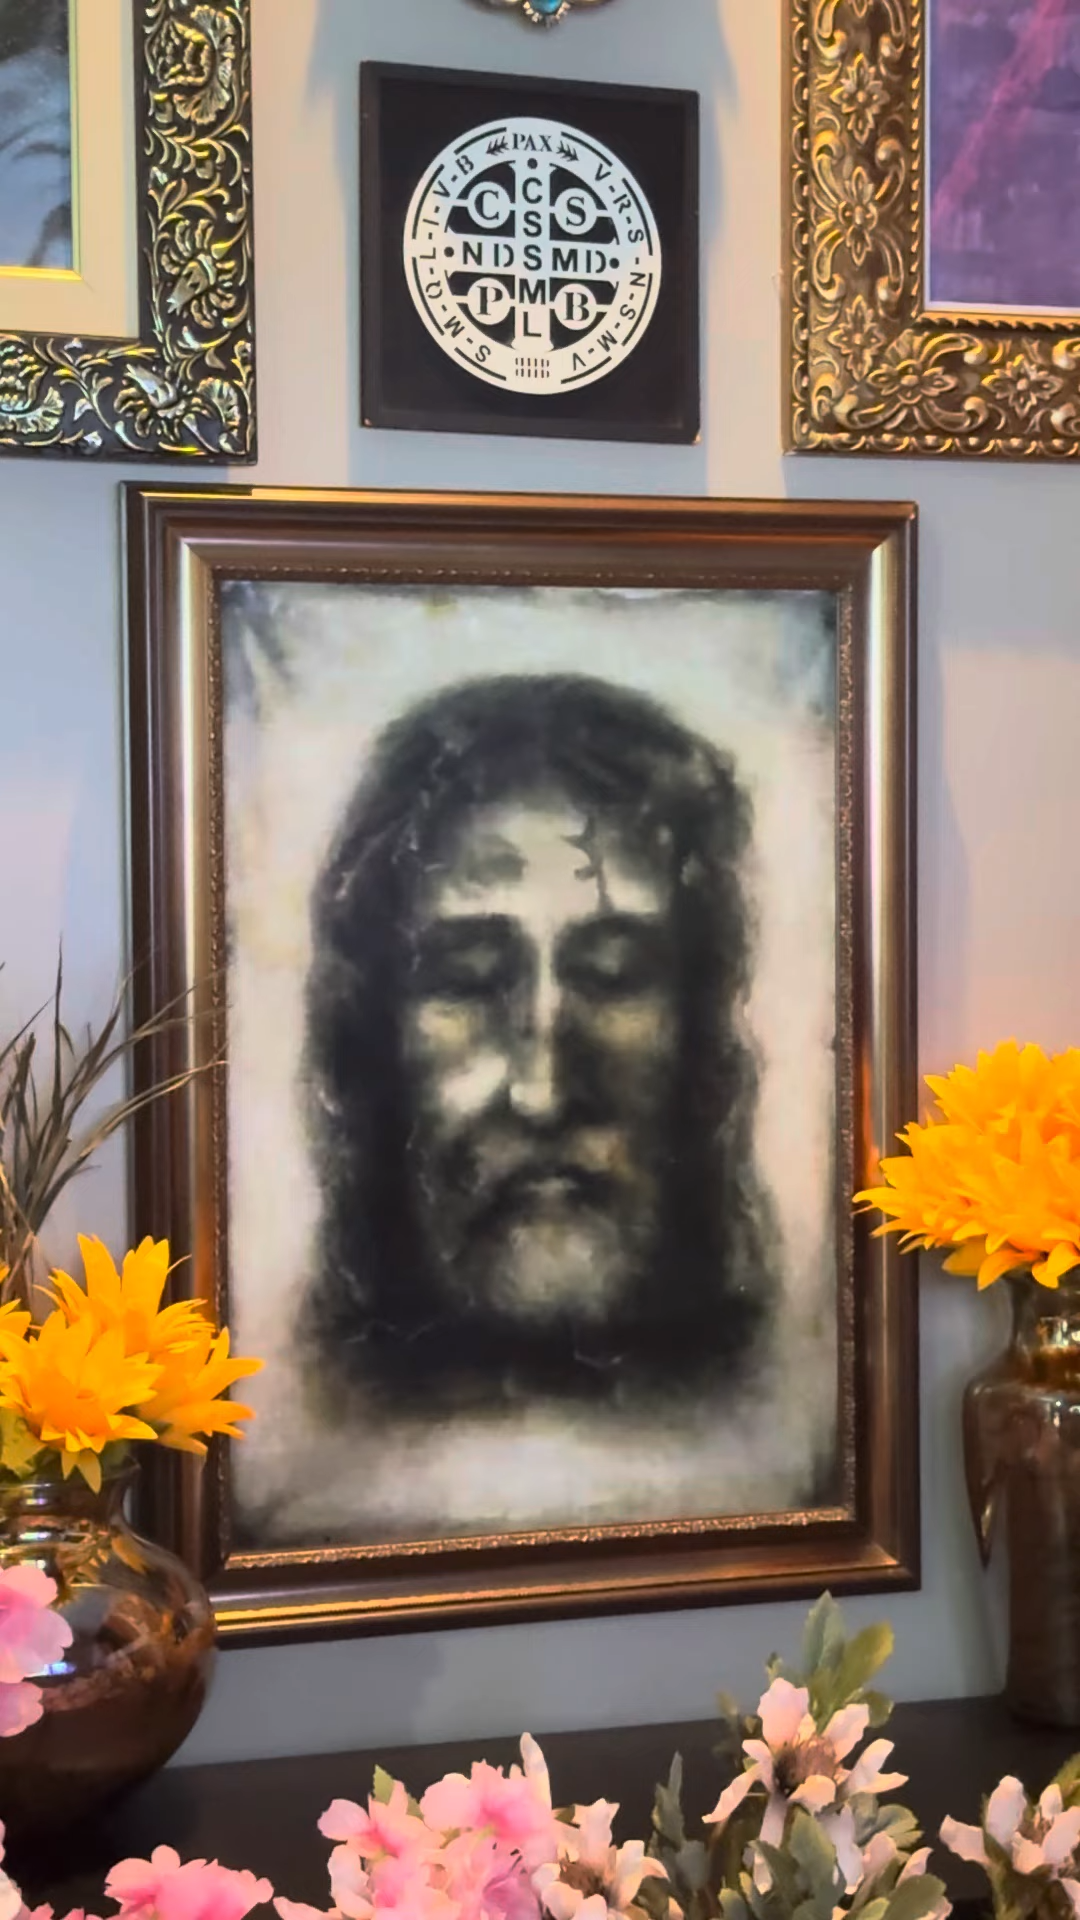 PAX
V-R-S-N-S-M-V
S-M-Q-L-I-V-B
C S
C
S
S
NDSMD
M
L
P B